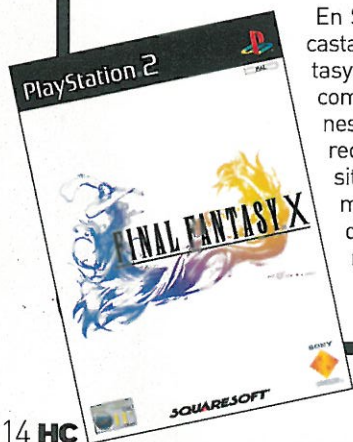 En S
casta
tasy
com
nes
rec
sit
m
PlayStation 2
PAL
FINAL FANTASY X
SONY
SQUARESOFT
14 HC